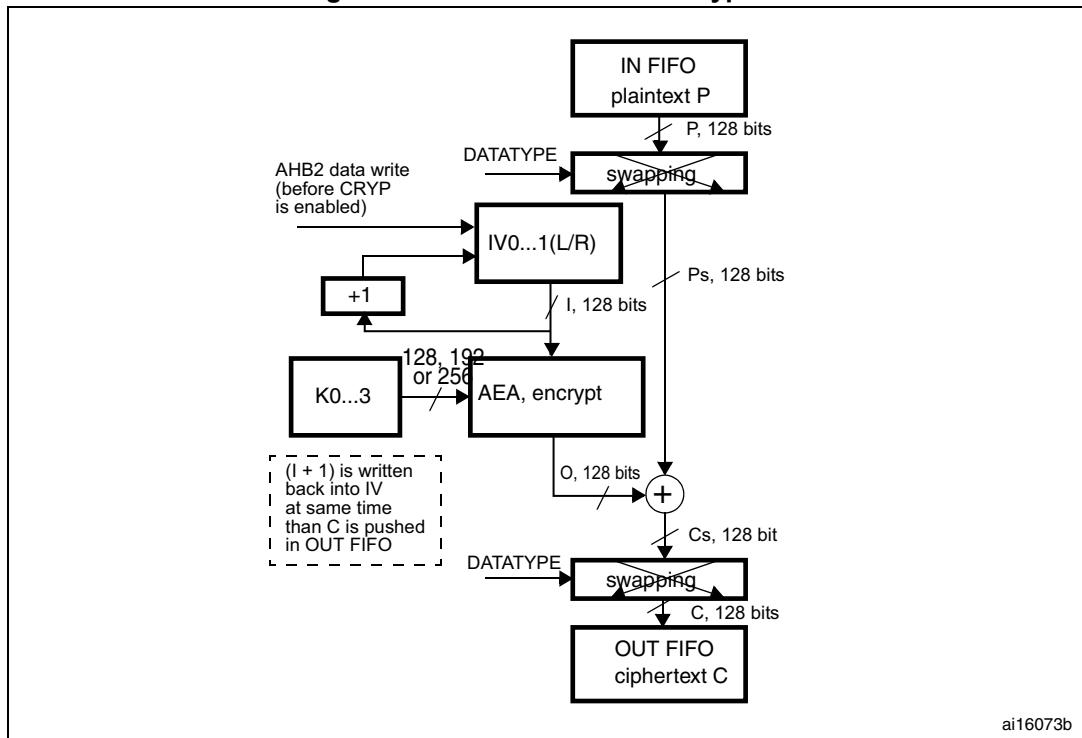 IN FIFO
plaintext P
P, 128 bits
DATATYPE
swapping
AHB2 data write
(before CRYP
is enabled)
IV0...1(L/R)
Ps, 128 bits
+1
I, 128 bits
128, 192
or 256
K0...3
AEA, encrypt
(I + 1) is written
back into IV
at same time
than C is pushed
in OUT FIFO
O, 128 bits
+
Cs, 128 bit
DATATYPE
swapping
C, 128 bits
OUT FIFO
ciphertext C
ai16073b